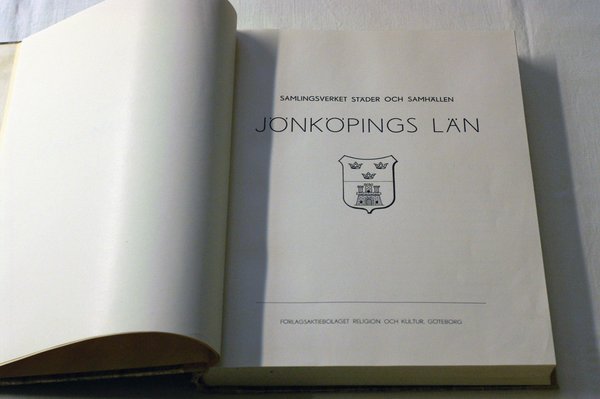 SAMLINGSVERKET STÄDER OCH SAMHÄLLEN
JÖNKÖPINGS LÄN
FÖRLAGSAKTIEBOLAGET RELIGION OCH KULTUR, GÖTEBORG